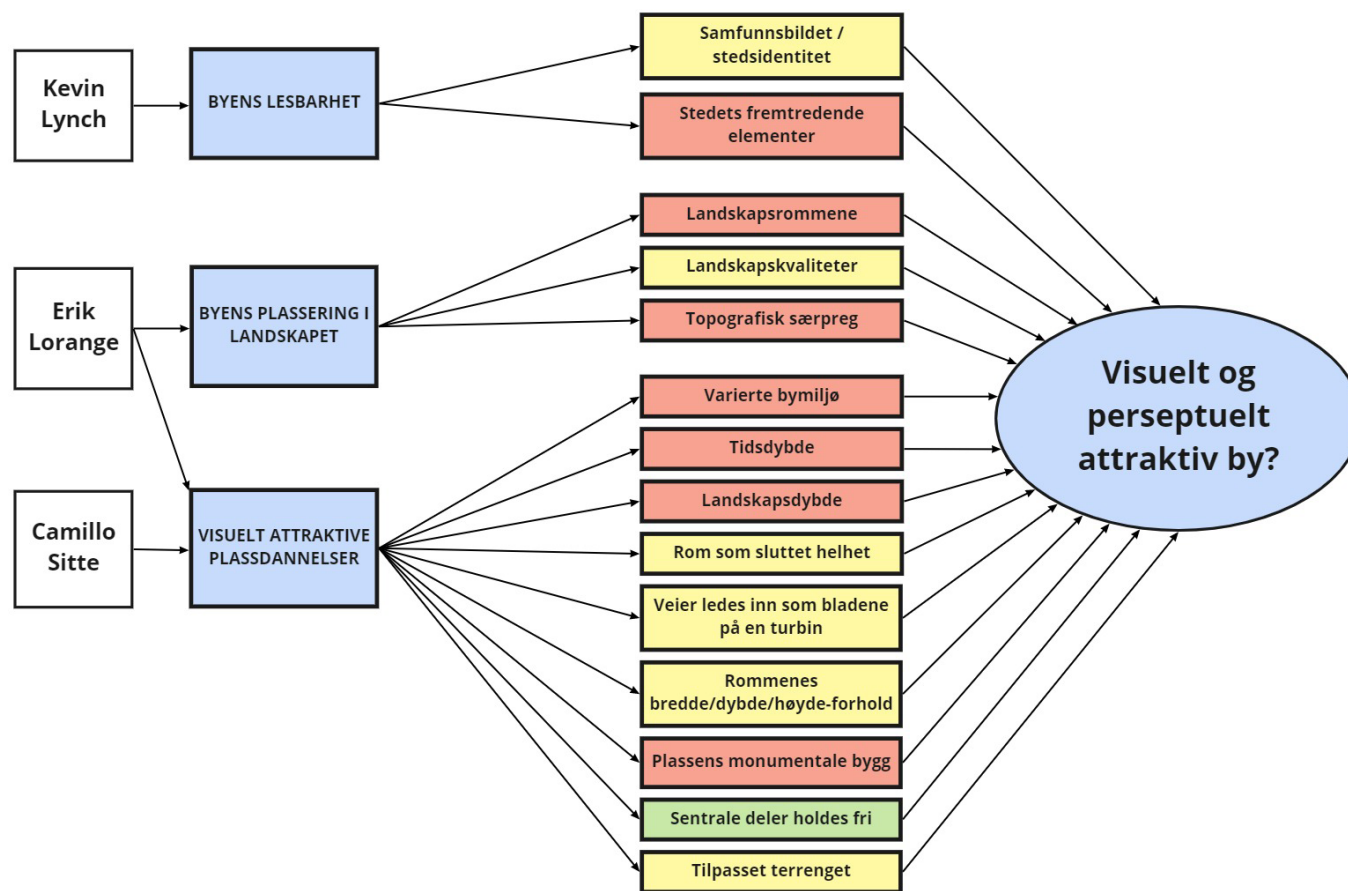 Kevin
Lynch
BYENS LESBARHET
Samfunnsbildet /
stedsidentitet
Stedets fremtredende
elementer
Erik
Lorange
BYENS PLASSERING I
LANDSKAPET
Landskapsrommene
Landskapskvaliteter
Topografisk særpreg
Camillo
Sitte
VISUELT ATTRAKTIVE
PLASSDANNELSER
Varierte bymiljø
Tidsdybde
Landskapsdybde
Rom som sluttet helhet
Veier ledes inn som bladene
på en turbin
Rommenes
bredde/dybde/høyde-forhold
Plassens monumentale bygg
Sentrale deler holdes fri
Tilpasset terrenget
Visuelt og
perseptuelt
attraktiv by?